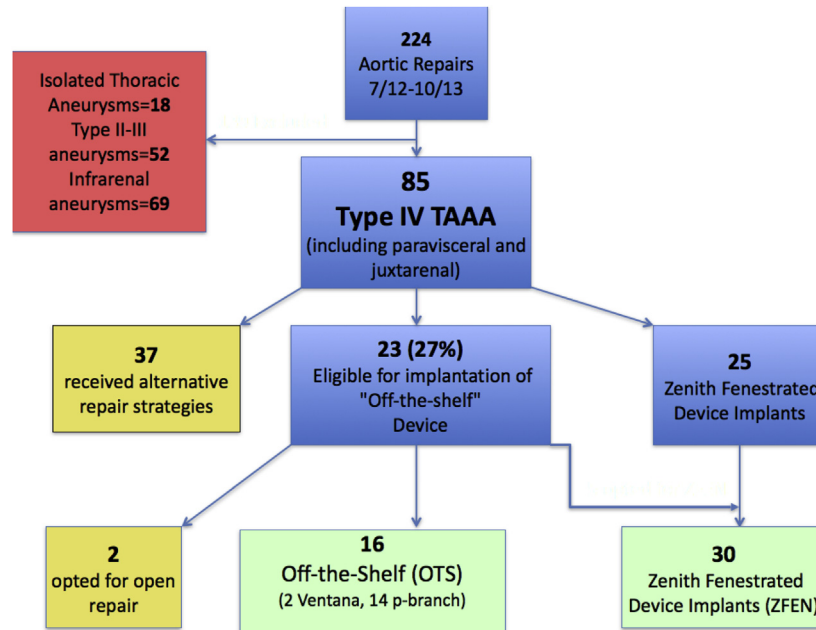 224
Aortic Repairs
7/12-10/13
Isolated Thoracic
Aneurysms=18
Type II-III
aneurysms=52
Infrarenal
aneurysms=69
85
Type IV TAAA
(including paravisceral and
juxtarenal)
37
received alternative
repair strategies
23 (27%)
Eligible for implantation of
"Off-the-shelf"
Device
25
Zenith Fenestrated
Device Implants
2
opted for open
repair
16
Off-the-Shelf (OTS)
(2 Ventana, 14 p-branch)
30
Zenith Fenestrated
Device Implants (ZFEN)